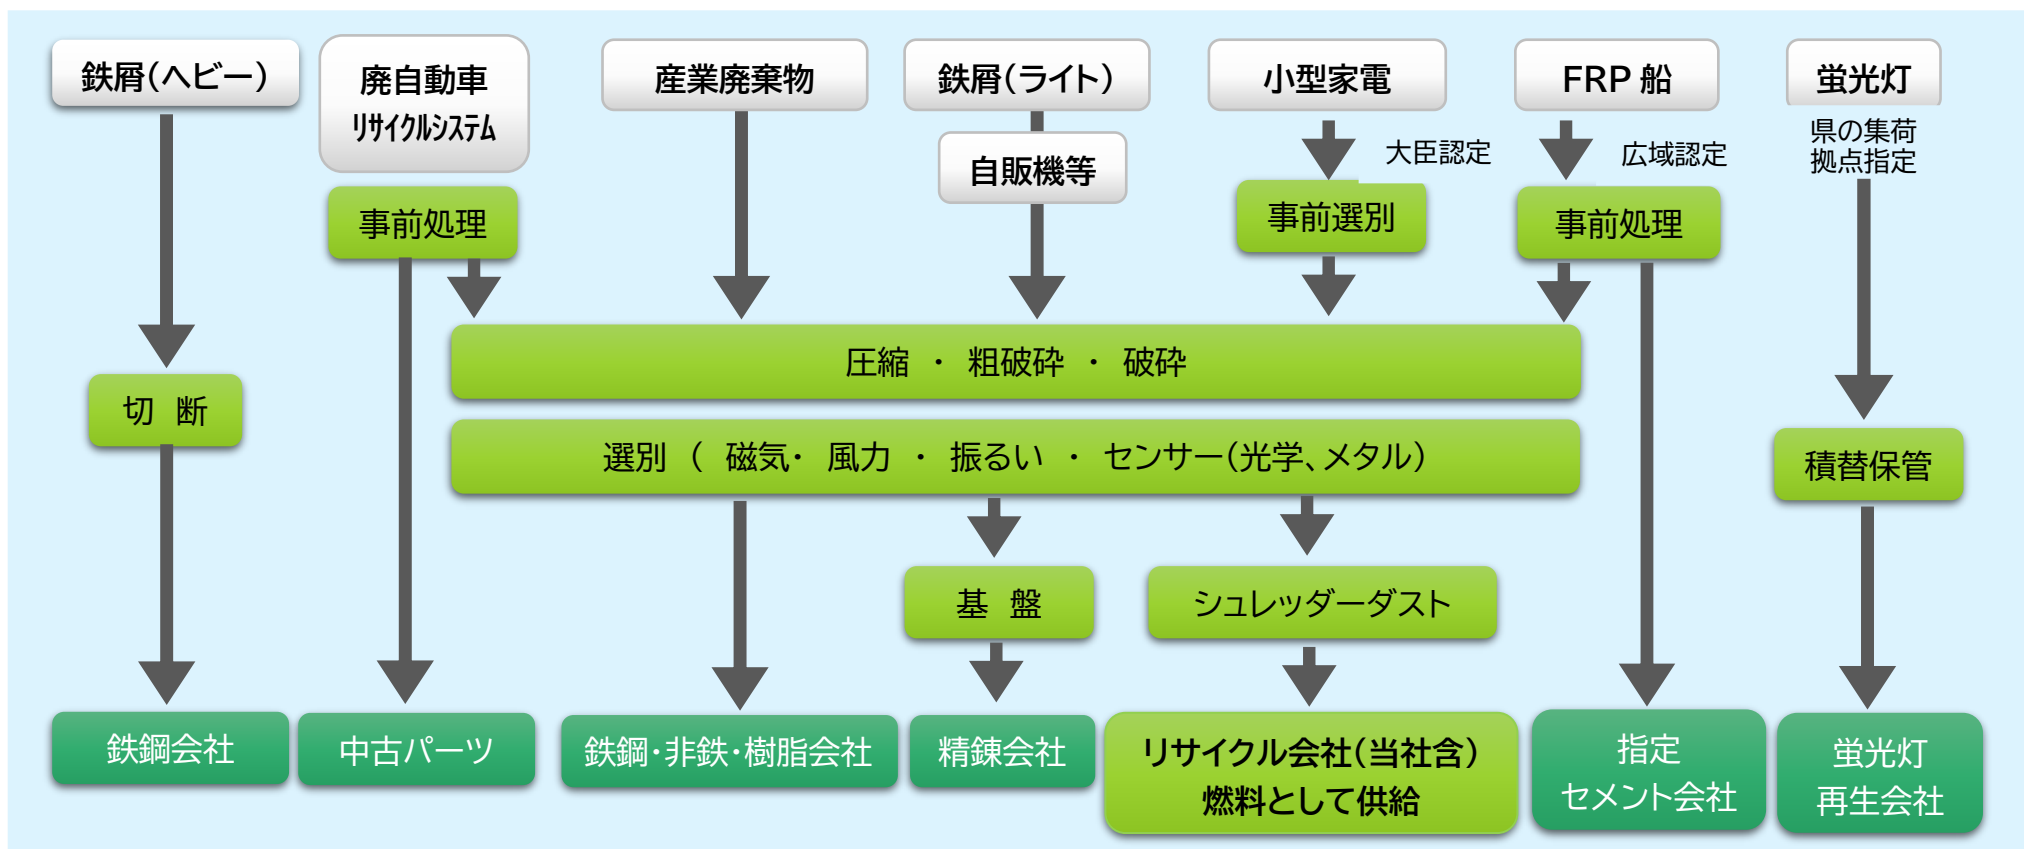 鉄屑(ヘビー)
廃自動車
リサイクルシステム
産業廃棄物
鉄屑(ライト)
自販機等
小型家電
FRP 船
蛍光灯
大臣認定
広域認定
県の集荷
拠点指定
事前処理
事前選別
事前処理
圧縮 ・ 粗破砕 ・ 破砕
切 断
選別 ( 磁気・ 風力 ・ 振るい ・ センサー(光学、メタル)
積替保管
基 盤
シュレッダーダスト
鉄鋼会社
中古パーツ
鉄鋼・非鉄・樹脂会社
精錬会社
リサイクル会社(当社含)
燃料として供給
指定
セメント会社
蛍光灯
再生会社